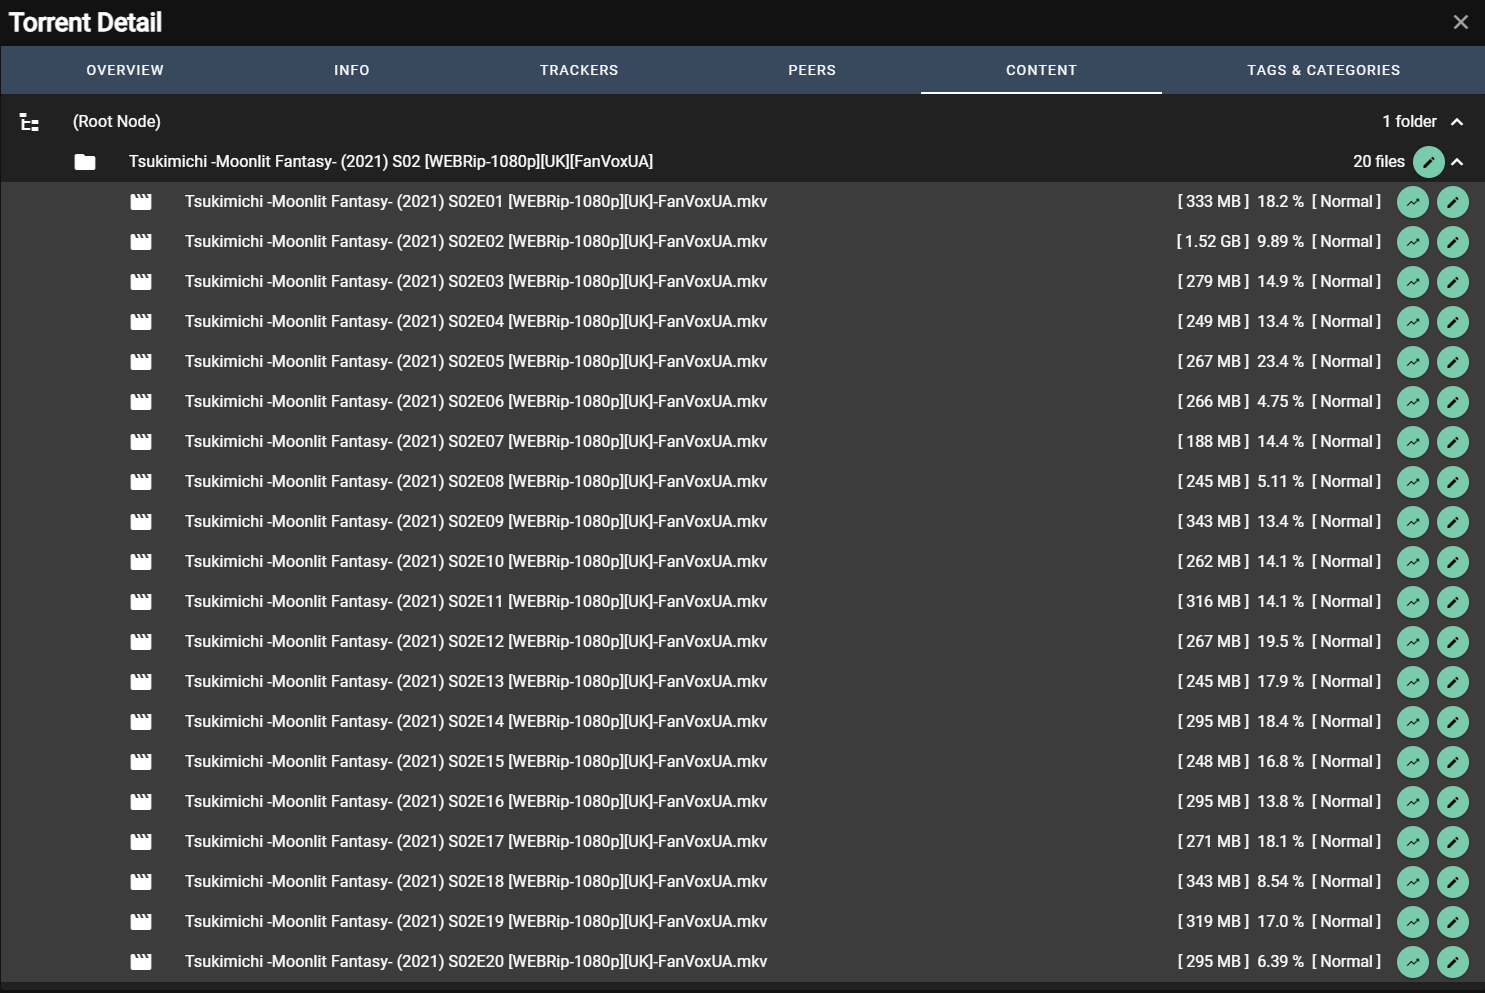 Torrent Detail
OVERVIEW INFO TRACKERS PEERS CONTENT TAGS & CATEGORIES
(Root Node) 1 folder
Tsukimichi -Moonlit Fantasy- (2021) S02 [WEBRip-1080p][UK][FanVoxUA] 20 files
Tsukimichi -Moonlit Fantasy- (2021) S02E01 [WEBRip-1080p][UK]-FanVoxUA.mkv [ 333 MB ] 18.2 % [ Normal ]
Tsukimichi -Moonlit Fantasy- (2021) S02E02 [WEBRip-1080p][UK]-FanVoxUA.mkv [ 1.52 GB ] 9.89 % [ Normal ]
Tsukimichi -Moonlit Fantasy- (2021) S02E03 [WEBRip-1080p][UK]-FanVoxUA.mkv [ 279 MB ] 14.9 % [ Normal ]
Tsukimichi -Moonlit Fantasy- (2021) S02E04 [WEBRip-1080p][UK]-FanVoxUA.mkv [ 249 MB ] 13.4 % [ Normal ]
Tsukimichi -Moonlit Fantasy- (2021) S02E05 [WEBRip-1080p][UK]-FanVoxUA.mkv [ 267 MB ] 23.4 % [ Normal ]
Tsukimichi -Moonlit Fantasy- (2021) S02E06 [WEBRip-1080p][UK]-FanVoxUA.mkv [ 266 MB ] 4.75 % [ Normal ]
Tsukimichi -Moonlit Fantasy- (2021) S02E07 [WEBRip-1080p][UK]-FanVoxUA.mkv [ 188 MB ] 14.4 % [ Normal ]
Tsukimichi -Moonlit Fantasy- (2021) S02E08 [WEBRip-1080p][UK]-FanVoxUA.mkv [ 245 MB ] 5.11 % [ Normal ]
Tsukimichi -Moonlit Fantasy- (2021) S02E09 [WEBRip-1080p][UK]-FanVoxUA.mkv [ 343 MB ] 13.4 % [ Normal ]
Tsukimichi -Moonlit Fantasy- (2021) S02E10 [WEBRip-1080p][UK]-FanVoxUA.mkv [ 262 MB ] 14.1 % [ Normal ]
Tsukimichi -Moonlit Fantasy- (2021) S02E11 [WEBRip-1080p][UK]-FanVoxUA.mkv [ 316 MB ] 14.1 % [ Normal ]
Tsukimichi -Moonlit Fantasy- (2021) S02E12 [WEBRip-1080p][UK]-FanVoxUA.mkv [ 267 MB ] 19.5 % [ Normal ]
Tsukimichi -Moonlit Fantasy- (2021) S02E13 [WEBRip-1080p][UK]-FanVoxUA.mkv [ 245 MB ] 17.9 % [ Normal ]
Tsukimichi -Moonlit Fantasy- (2021) S02E14 [WEBRip-1080p][UK]-FanVoxUA.mkv [ 295 MB ] 18.4 % [ Normal ]
Tsukimichi -Moonlit Fantasy- (2021) S02E15 [WEBRip-1080p][UK]-FanVoxUA.mkv [ 248 MB ] 16.8 % [ Normal ]
Tsukimichi -Moonlit Fantasy- (2021) S02E16 [WEBRip-1080p][UK]-FanVoxUA.mkv [ 295 MB ] 13.8 % [ Normal ]
Tsukimichi -Moonlit Fantasy- (2021) S02E17 [WEBRip-1080p][UK]-FanVoxUA.mkv [ 271 MB ] 18.1 % [ Normal ]
Tsukimichi -Moonlit Fantasy- (2021) S02E18 [WEBRip-1080p][UK]-FanVoxUA.mkv [ 343 MB ] 8.54 % [ Normal ]
Tsukimichi -Moonlit Fantasy- (2021) S02E19 [WEBRip-1080p][UK]-FanVoxUA.mkv [ 319 MB ] 17.0 % [ Normal ]
Tsukimichi -Moonlit Fantasy- (2021) S02E20 [WEBRip-1080p][UK]-FanVoxUA.mkv [ 295 MB ] 6.39 % [ Normal ]